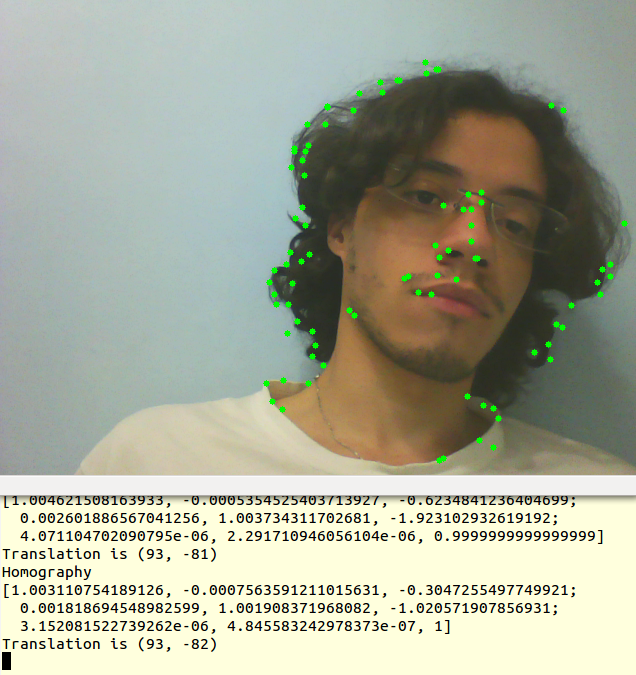 [1.004621508163933, -0.0005354525403713927, -0.6234841236404699;
0.002601886567041256, 1.003734311702681, -1.923102932619192;
4.071104702090795e-06, 2.291710946056104e-06, 0.9999999999999999]
Translation is (93, -81)
Homography
[1.003110754189126, -0.0007563591211015631, -0.3047255497749921;
0.001818694548982599, 1.001908371968082, -1.020571907856931;
3.152081522739262e-06, 4.845583242978373e-07, 1]
Translation is (93, -82)